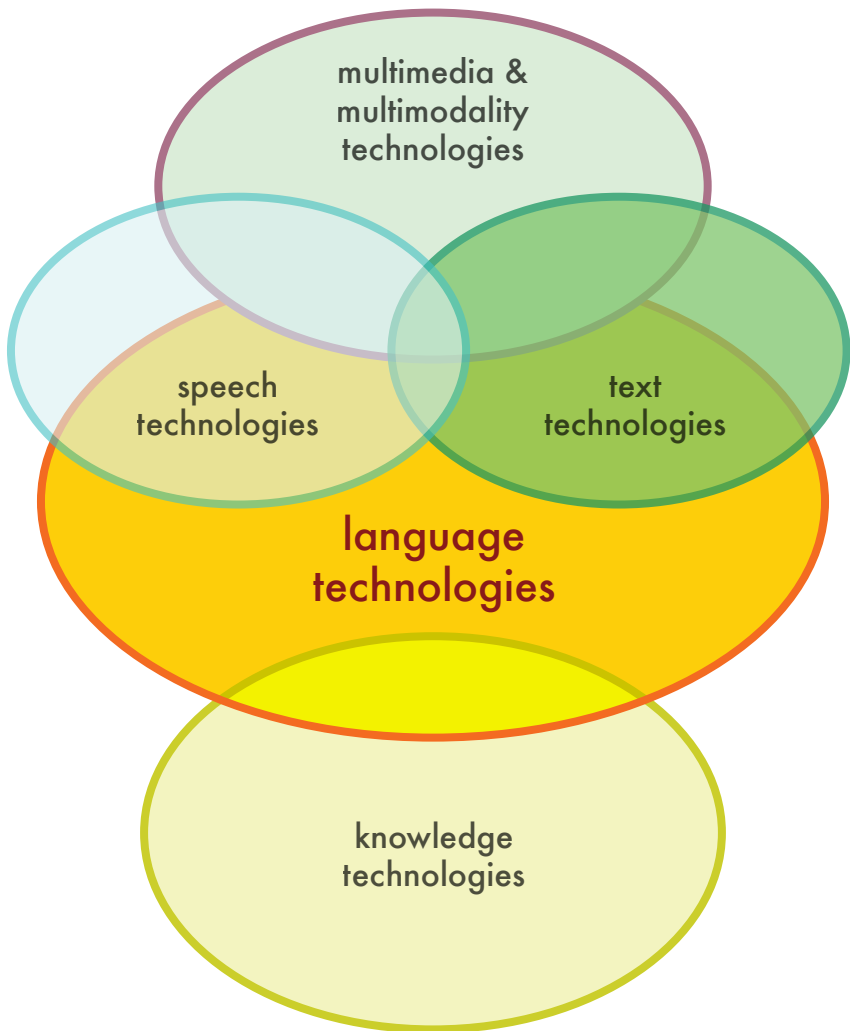 multimedia &
multimodality
technologies
speech
technologies
text
technologies
language
technologies
knowledge
technologies